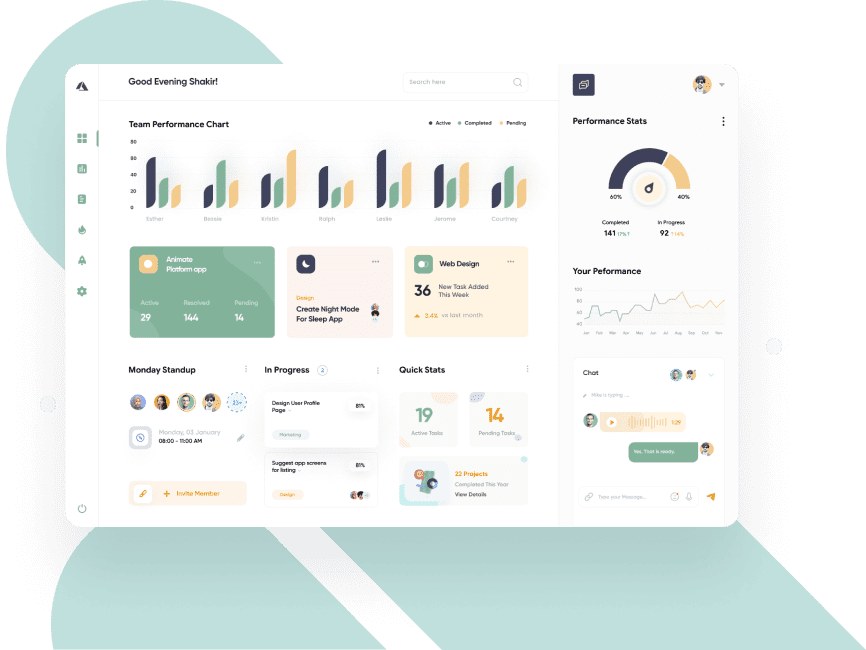 Good Evening Shakir!
Search here
Team Performance Chart
Active
Completed
Pending
80
80
40
20
0
Esther
Bessie
Kristin
Ralph
Leslie
Jerome
Courtney
Animate
Platform app
Active
Resolved
Pending
29
144
14
Design
Create Night Mode
For Sleep App
Web Design
36
New Task Added
This Week
2.4% vs last month
Monday Standup
23+
Monday, 03 January
08:00 - 11:00 AM
Invite Member
In Progress
2
Design User Profile
Page -
81%
Marketing
Suggest app screens
for listing
81%
Design
Quick Stats
19
Active Tasks
14
Pending Tasks
22 Projects
Completed This Year
View Details
Performance Stats
60%
40%
Completed
In Progress
141
92
Your Peformance
100
80
60
40
Jan Feb Mar Apr May Jun Jul Aug Sep Oct Nov
Chat
Mike is typing ...
1:29
Yes. That is ready.
Type your Message...